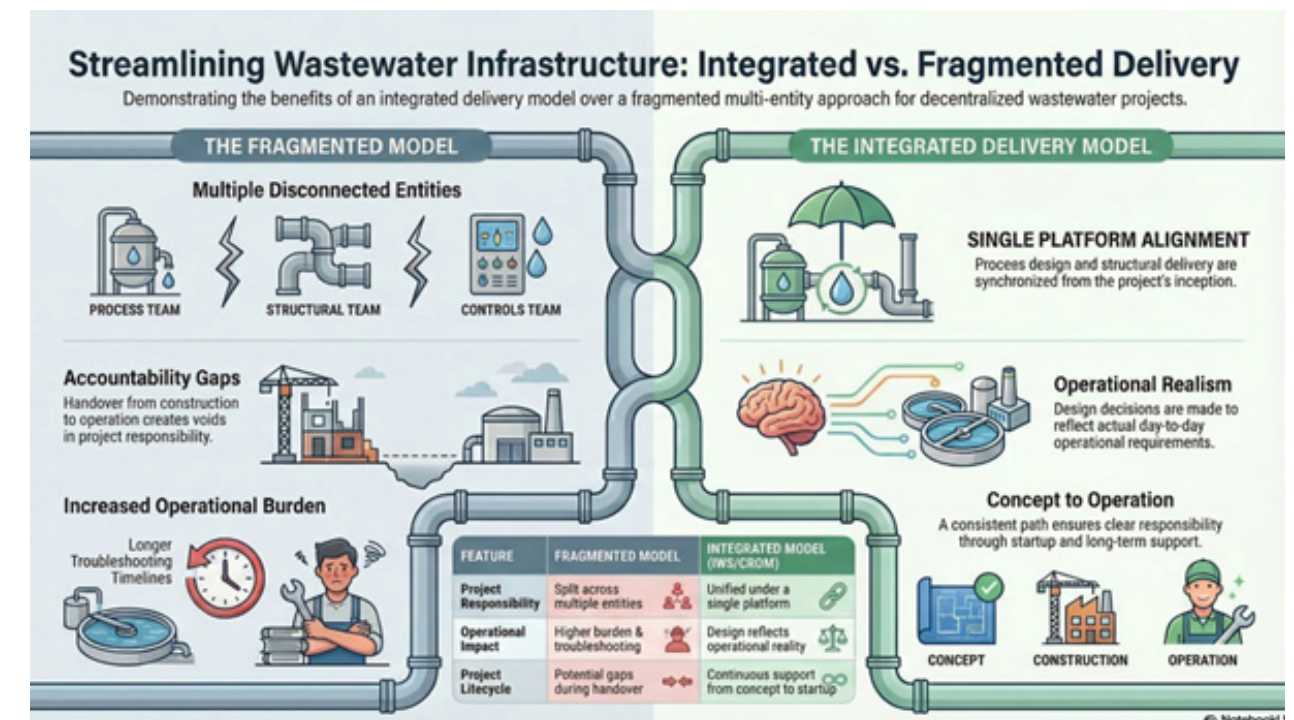 Streamlining Wastewater Infrastructure: Integrated vs. Fragmented Delivery
Demonstrating the benefits of an integrated delivery model over a fragmented multi-entity approach for decentralized wastewater projects.
THE FRAGMENTED MODEL
Multiple Disconnected Entities
PROCESS TEAM
STRUCTURAL TEAM
CONTROLS TEAM
Accountability Gaps
Handover from construction
to operation creates voids
in project responsibility.
Increased Operational Burden
Longer
Troubleshooting
Timelines
THE INTEGRATED DELIVERY MODEL
SINGLE PLATFORM ALIGNMENT
Process design and structural delivery are
synchronized from the project's inception.
Operational Realism
Design decisions are made to
reflect actual day-to-day
operational requirements.
Concept to Operation
A consistent path ensures clear responsibility
through startup and long-term support.
CONCEPT
CONSTRUCTION
OPERATION
FEATURE
FRAGMENTED MODEL
INTEGRATED MODEL
(IWS/CROM)
Project
Responsibility
Split across
multiple entities
Unified under a
single platform
Operational
Impact
Higher burden &
troubleshooting
Design reflects
operational reality
Project
Litecycle
Potential gaps
during handover
Continuous support
from concept to startup